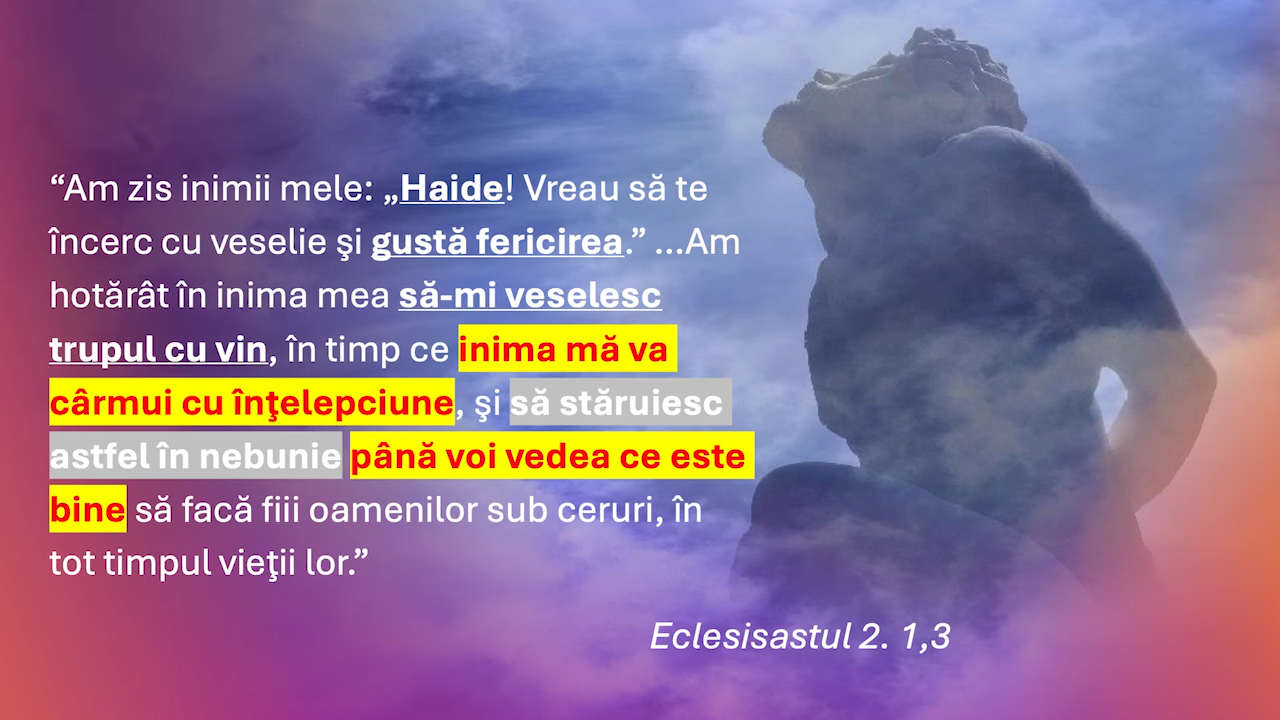 “Am zis inimii mele: „Haide! Vreau să te
încerc cu veselie şi gustă fericirea.” ...Am
hotărât în inima mea să-mi veselesc
trupul cu vin, în timp ce inima mă va
cârmui cu înţelepciune, şi să stăruiesc
astfel în nebunie până voi vedea ce este
bine să facă fiii oamenilor sub ceruri, în
tot timpul vieţii lor.”
Eclesisastul 2. 1,3